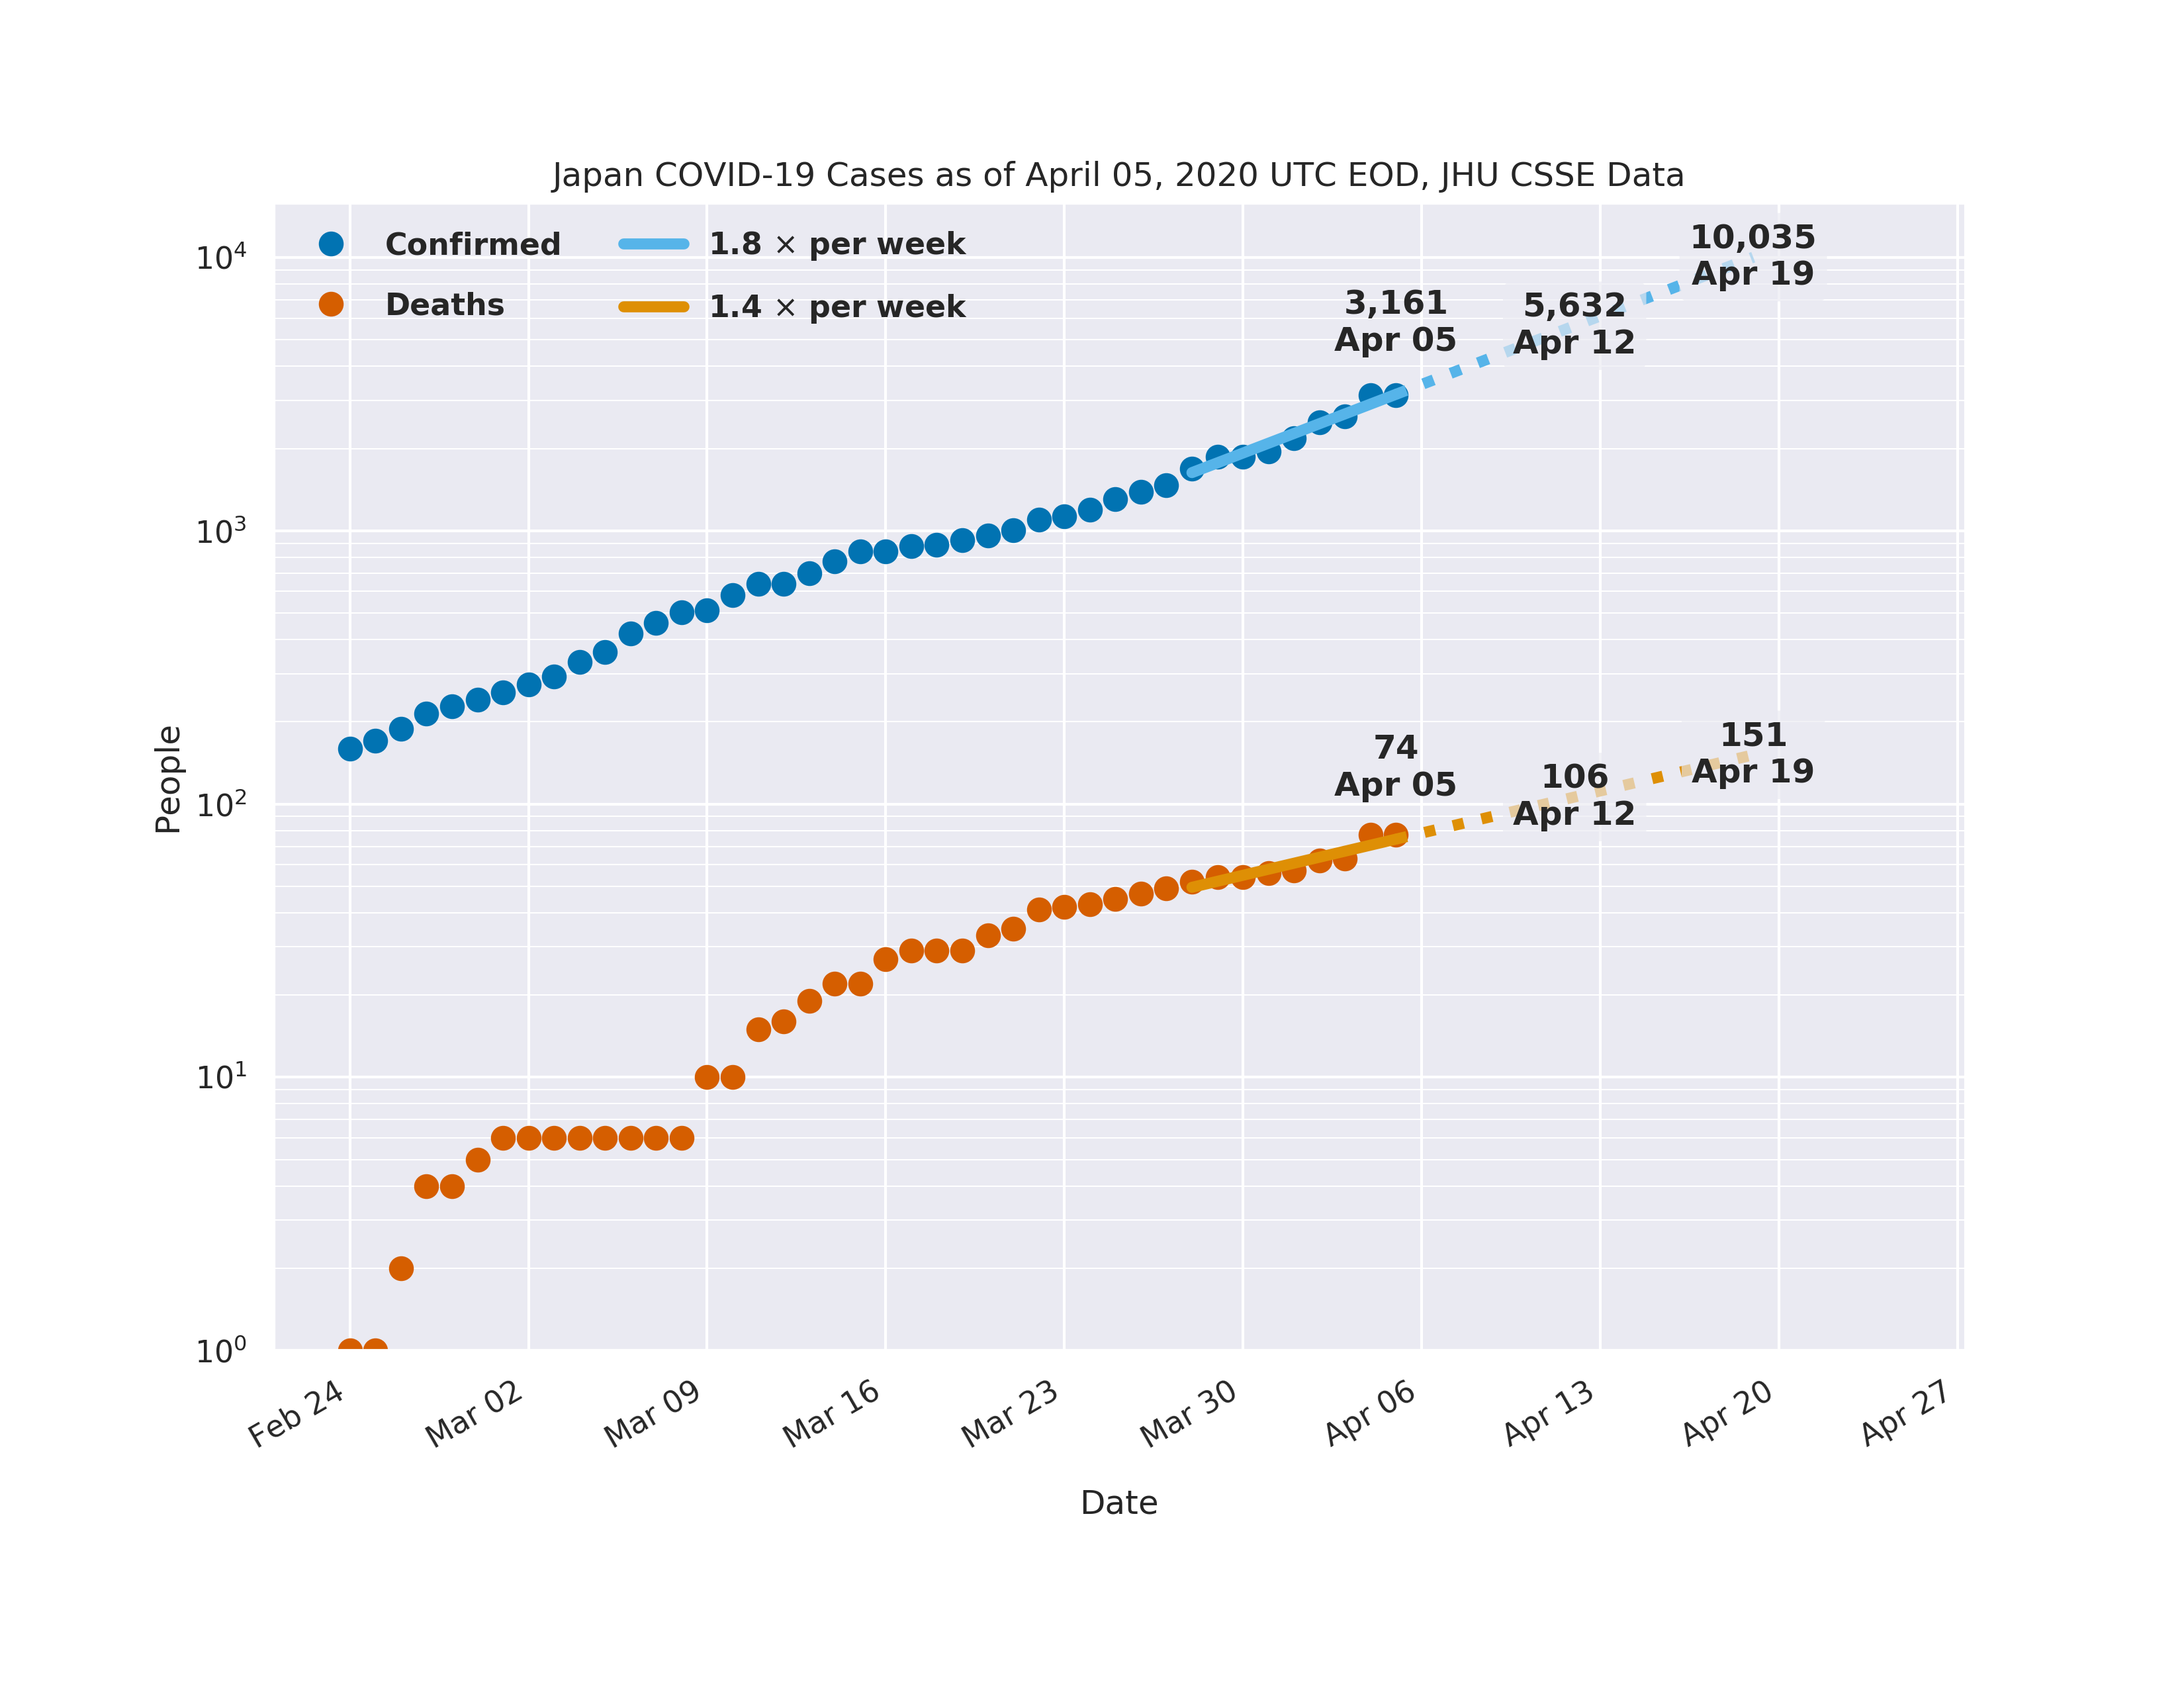 Japan COVID-19 Cases as of April 05, 2020 UTC EOD, JHU CSSE Data
Confirmed
Deaths
1.8 × per week
1.4 × per week
10,035
Apr 19
5,632
Apr 12
3,161
Apr 05
151
Apr 19
106
Apr 12
74
Apr 05
People
10⁴
10³
10²
10¹
10⁰
Feb 24
Mar 02
Mar 09
Mar 16
Mar 23
Mar 30
Apr 06
Apr 13
Apr 20
Apr 27
Date